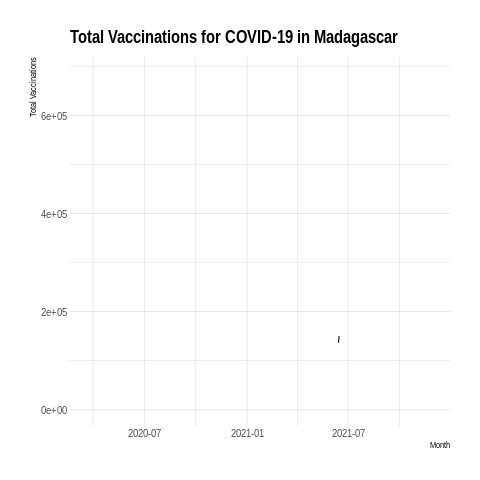 Total Vaccinations for COVID-19 in Madagascar
Total Vaccinations
6e+05
4e+05
2e+05
0e+00
2020-07
2021-01
2021-07
Month